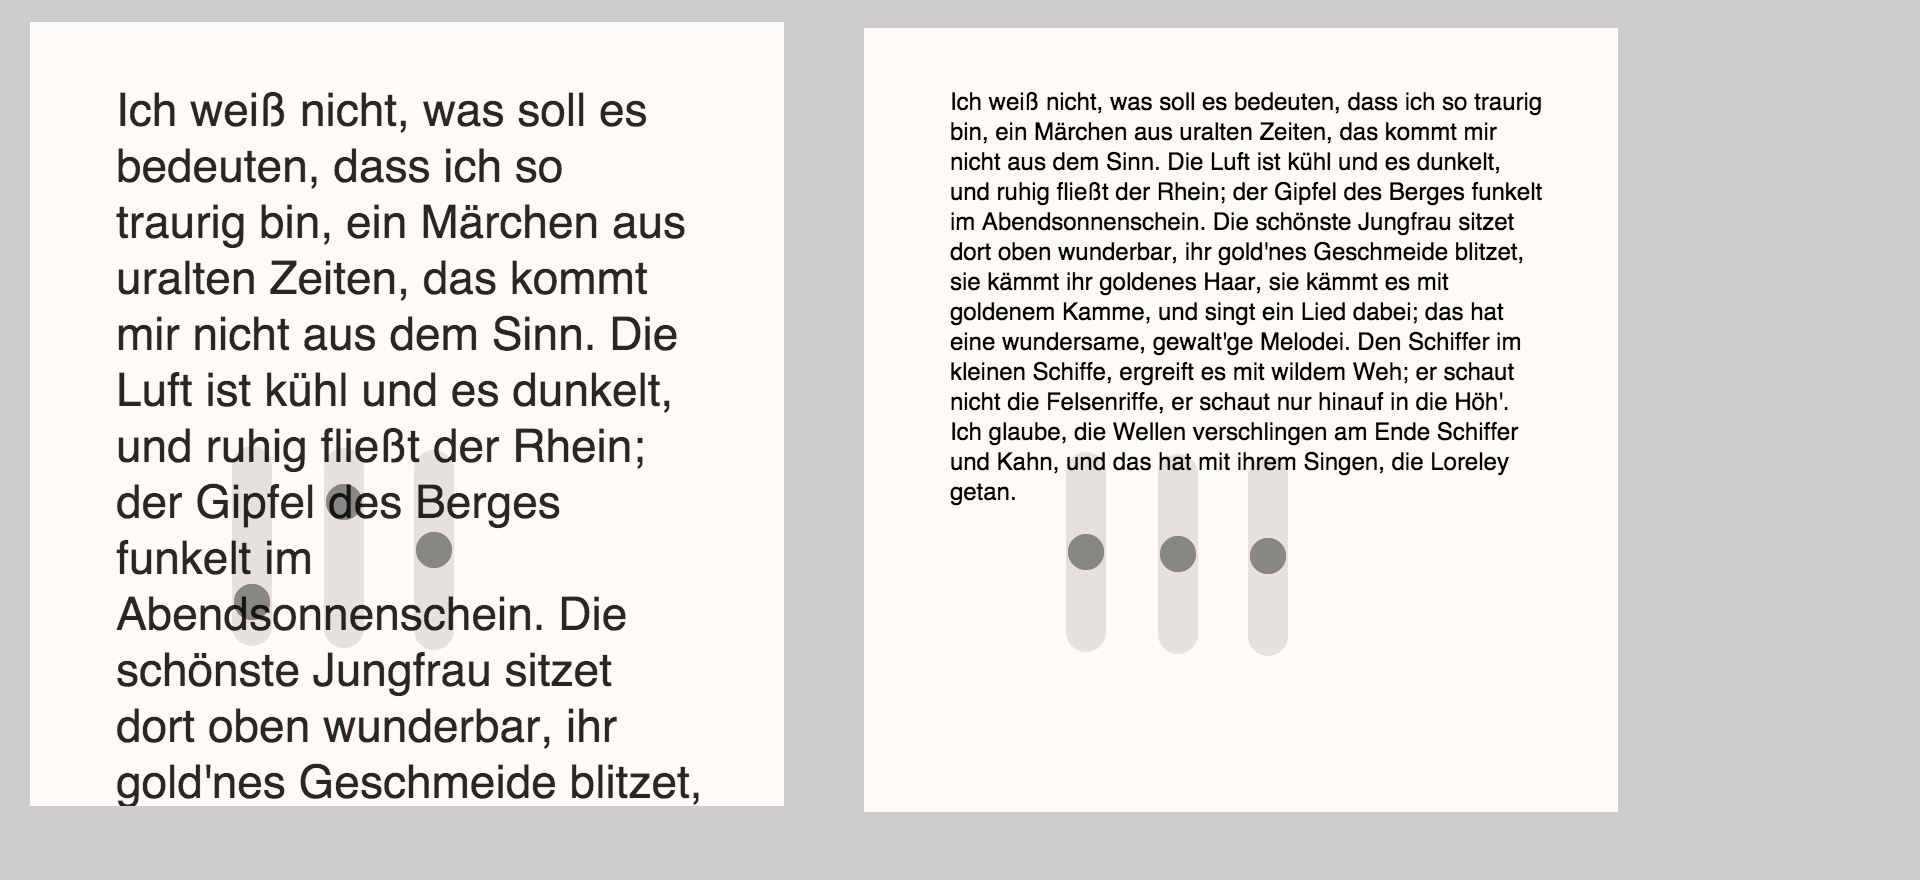 Ich weiß nicht, was soll es
bedeuten, dass ich so
traurig bin, ein Märchen aus
uralten Zeiten, das kommt
mir nicht aus dem Sinn. Die
Luft ist kühl und es dunkelt,
und ruhig fließt der Rhein;
der Gipfel des Berges
funkelt im
Abendsonnenschein. Die
schönste Jungfrau sitzet
dort oben wunderbar, ihr
gold'nes Geschmeide blitzet,
Ich weiß nicht, was soll es bedeuten, dass ich so traurig
bin, ein Märchen aus uralten Zeiten, das kommt mir
nicht aus dem Sinn. Die Luft ist kühl und es dunkelt,
und ruhig fließt der Rhein; der Gipfel des Berges funkelt
im Abendsonnenschein. Die schönste Jungfrau sitzet
dort oben wunderbar, ihr gold'nes Geschmeide blitzet,
sie kämmt ihr goldenes Haar, sie kämmt es mit
goldenem Kamme, und singt ein Lied dabei; das hat
eine wundersame, gewalt'ge Melodei. Den Schiffer im
kleinen Schiffe, ergreift es mit wildem Weh; er schaut
nicht die Felsenriffe, er schaut nur hinauf in die Höh'.
Ich glaube, die Wellen verschlingen am Ende Schiffer
und Kahn, und das hat mit ihrem Singen, die Loreley
getan.